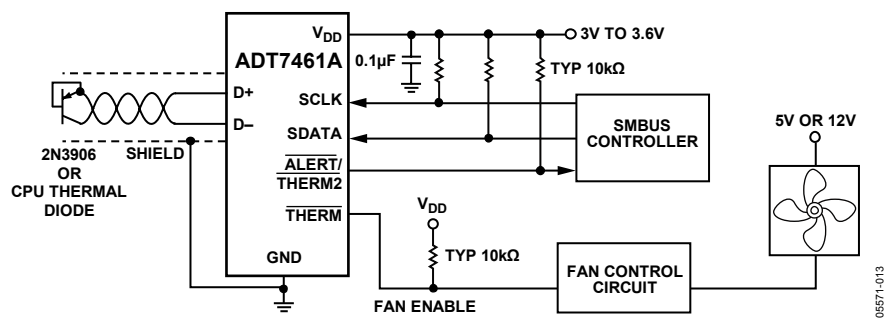 VDD
ADT7461A
0.1µF
3V TO 3.6V
TYP 10kΩ
D+
D–
SCLK
SDATA
ALERT/
THERM2
THERM
GND
2N3906
OR
CPU THERMAL
DIODE
SHIELD
SMBUS
CONTROLLER
5V OR 12V
VDD
TYP 10kΩ
FAN ENABLE
FAN CONTROL
CIRCUIT
05571-013